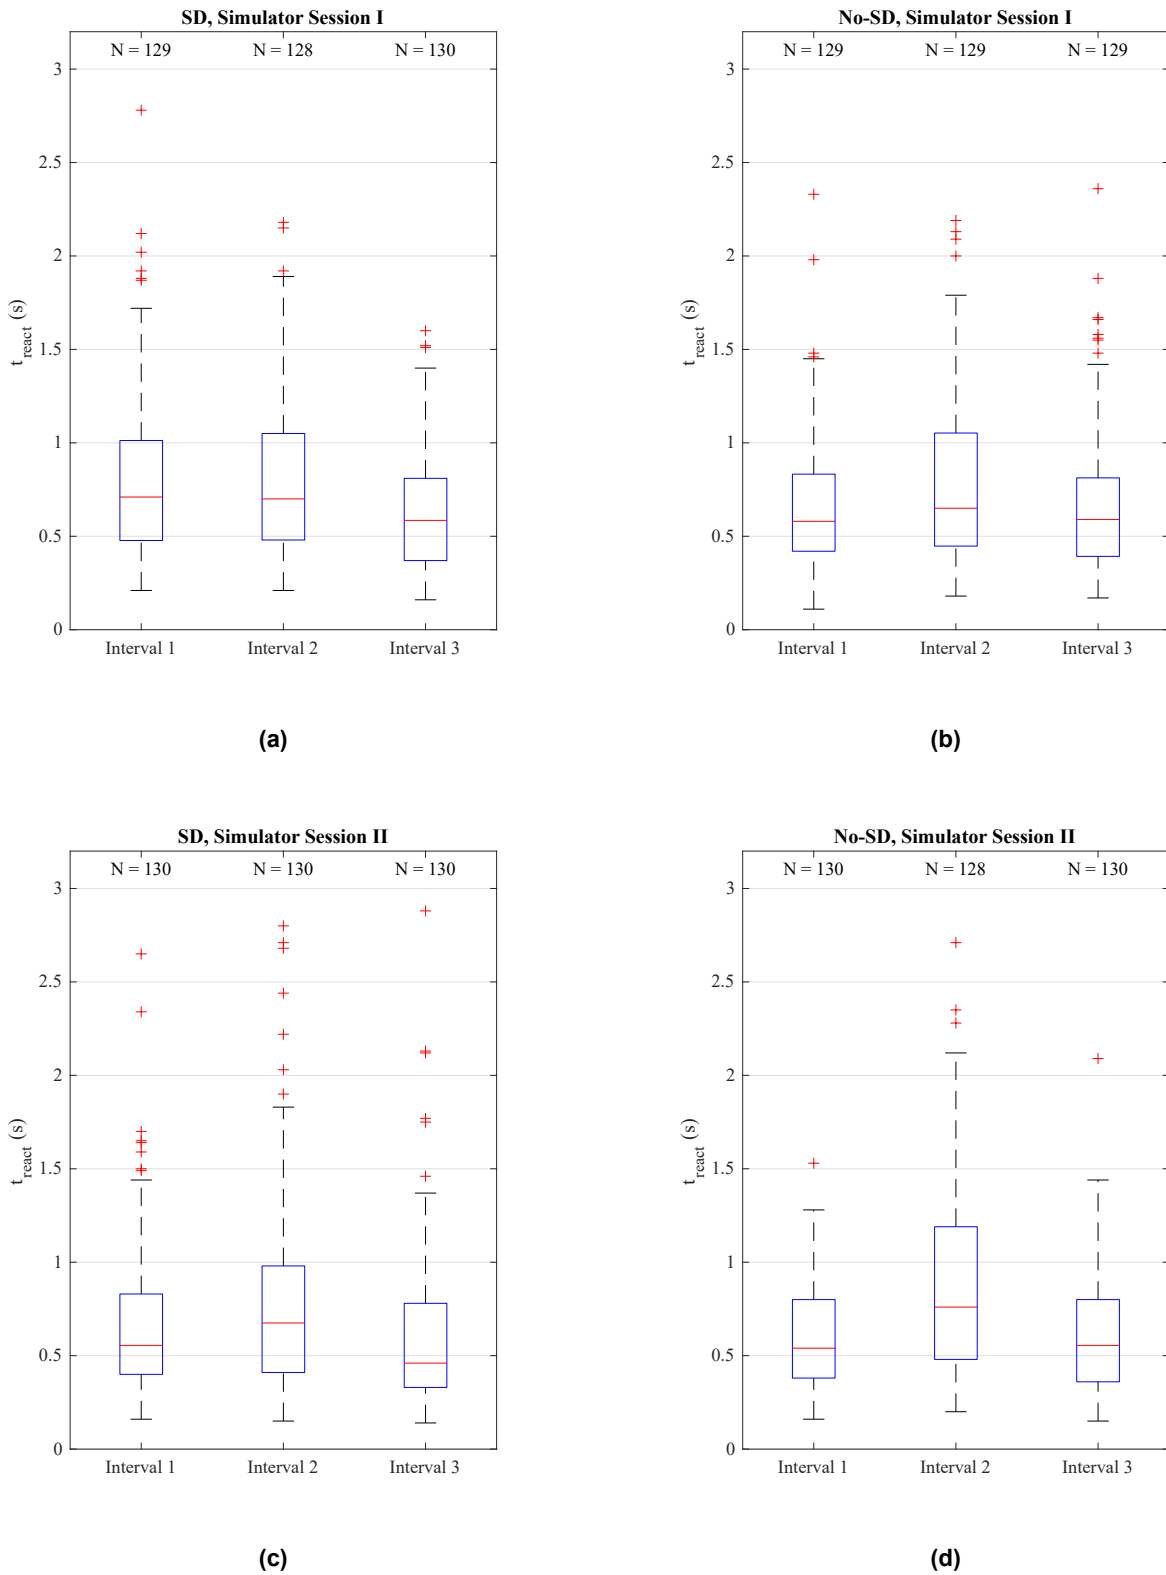 SD, Simulator Session I
N = 129 N = 128 N = 130
3
2.5
2
1.5
1
0.5
0
t react (s)
Interval 1 Interval 2 Interval 3
(a)
No-SD, Simulator Session I
N = 129 N = 129 N = 129
3
2.5
2
1.5
1
0.5
0
t react (s)
Interval 1 Interval 2 Interval 3
(b)
SD, Simulator Session II
N = 130 N = 130 N = 130
3
2.5
2
1.5
1
0.5
0
t react (s)
Interval 1 Interval 2 Interval 3
(c)
No-SD, Simulator Session II
N = 130 N = 128 N = 130
3
2.5
2
1.5
1
0.5
0
t react (s)
Interval 1 Interval 2 Interval 3
(d)